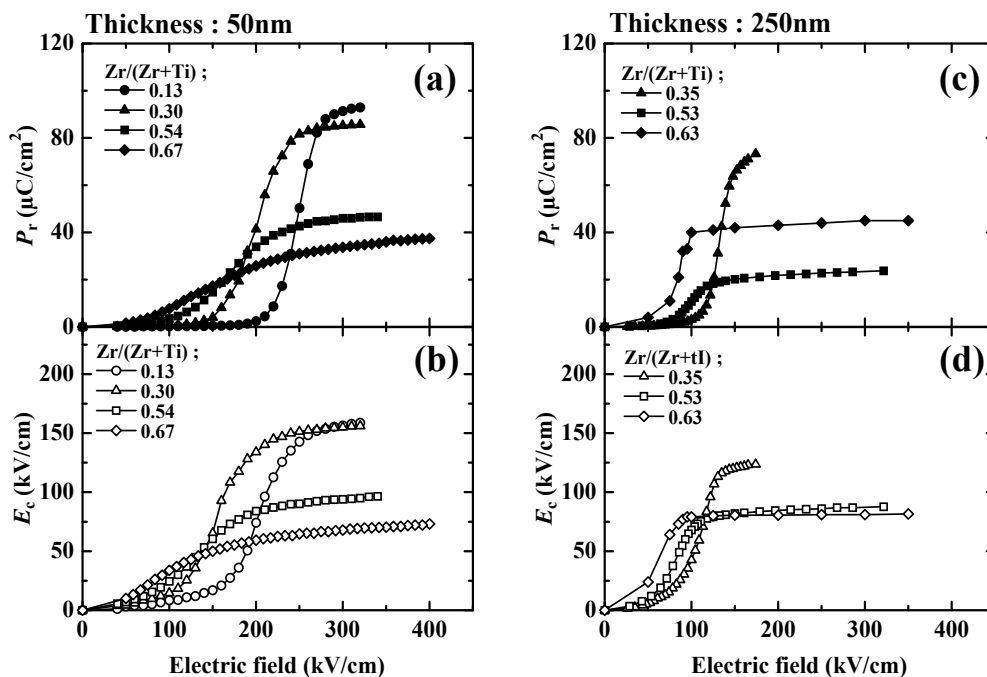 Thickness : 50nm
120
80
40
0
Pr (μC/cm2)
Zr/(Zr+Ti) ;
0.13
0.30
0.54
0.67
(a)
200
150
100
50
0
Ec (kV/cm)
Zr/(Zr+Ti) ;
0.13
0.30
0.54
0.67
(b)
0 100 200 300 400
Electric field (kV/cm)
Thickness : 250nm
120
80
40
0
Pr (μC/cm2)
Zr/(Zr+Ti) ;
0.35
0.53
0.63
(c)
200
150
100
50
0
Ec (kV/cm)
Zr/(Zr+tI) ;
0.35
0.53
0.63
(d)
0 100 200 300 400
Electric field (kV/cm)